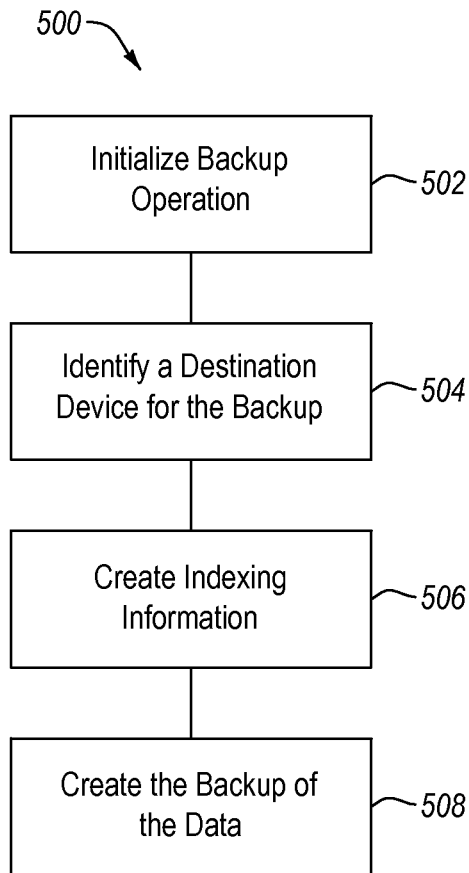 500
Initialize Backup
Operation
502
Identify a Destination
Device for the Backup
504
Create Indexing
Information
506
Create the Backup of
the Data
508